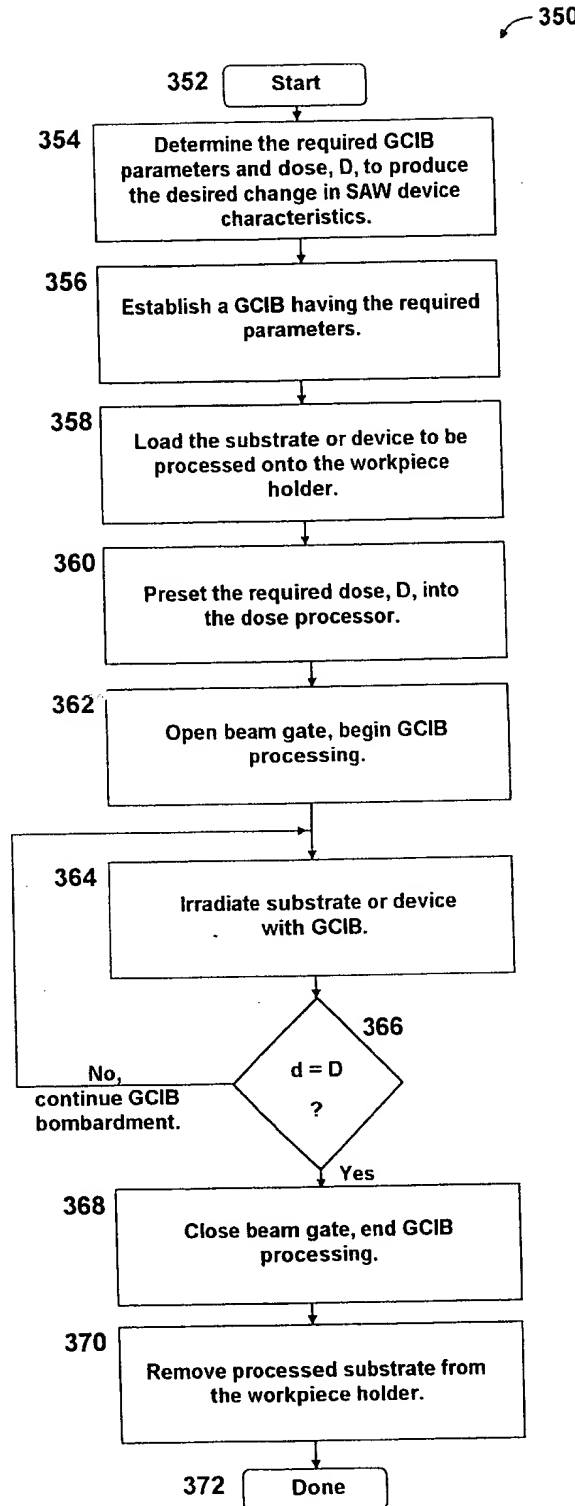 350
352 Start
354
Determine the required GCIB
parameters and dose, D, to produce
the desired change in SAW device
characteristics.
356
Establish a GCIB having the required
parameters.
358
Load the substrate or device to be
processed onto the workpiece
holder.
360
Preset the required dose, D, into
the dose processor.
362
Open beam gate, begin GCIB
processing.
364
Irradiate substrate or device
with GCIB.
366
d = D
?
No,
continue GCIB
bombardment.
Yes
368
Close beam gate, end GCIB
processing.
370
Remove processed substrate from
the workpiece holder.
372 Done